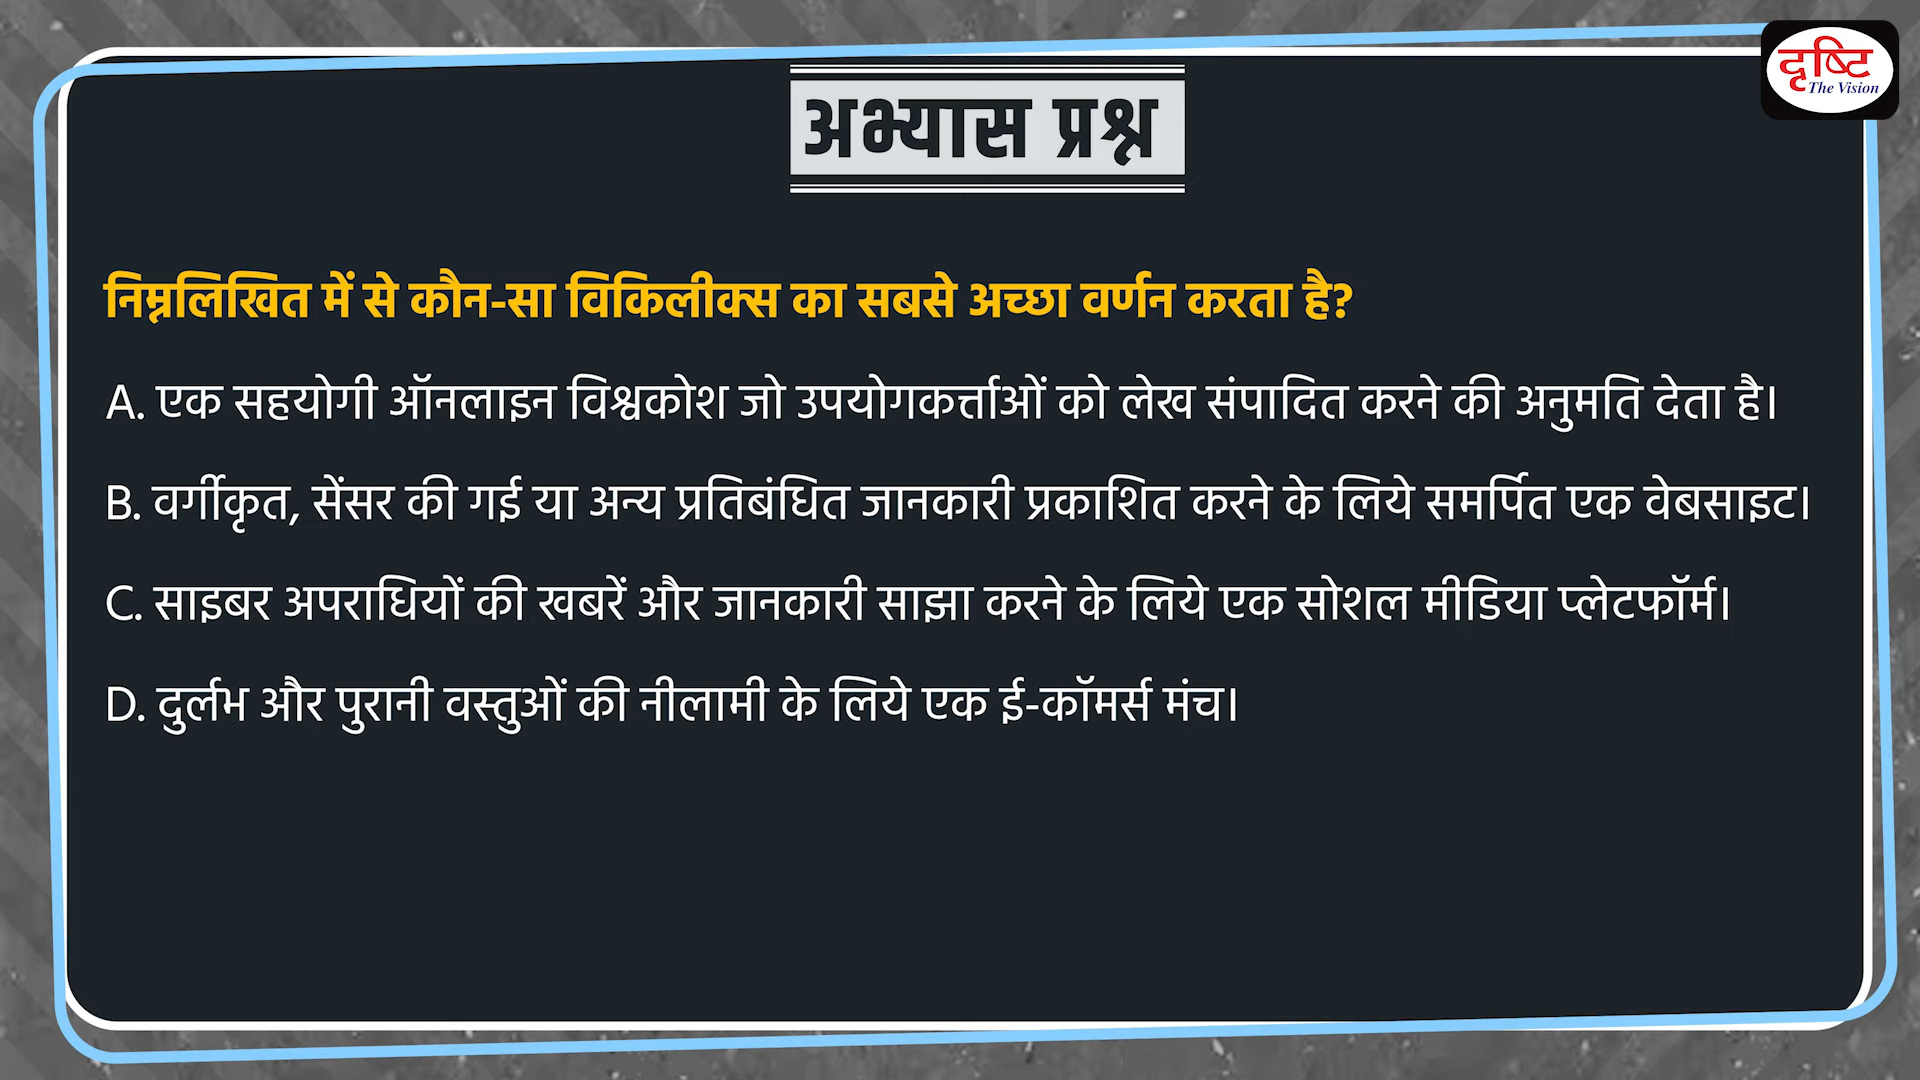 दृष्टि
The Vision
अभ्यास प्रश्न
निम्नलिखित में से कौन-सा विकिलीक्स का सबसे अच्छा वर्णन करता है?
A. एक सहयोगी ऑनलाइन विश्वकोश जो उपयोगकर्त्ताओं को लेख संपादित करने की अनुमति देता है।
B. वर्गीकृत, सेंसर की गई या अन्य प्रतिबंधित जानकारी प्रकाशित करने के लिये समर्पित एक वेबसाइट।
C. साइबर अपराधियों की खबरें और जानकारी साझा करने के लिये एक सोशल मीडिया प्लेटफॉर्म।
D. दुर्लभ और पुरानी वस्तुओं की नीलामी के लिये एक ई-कॉमर्स मंच।